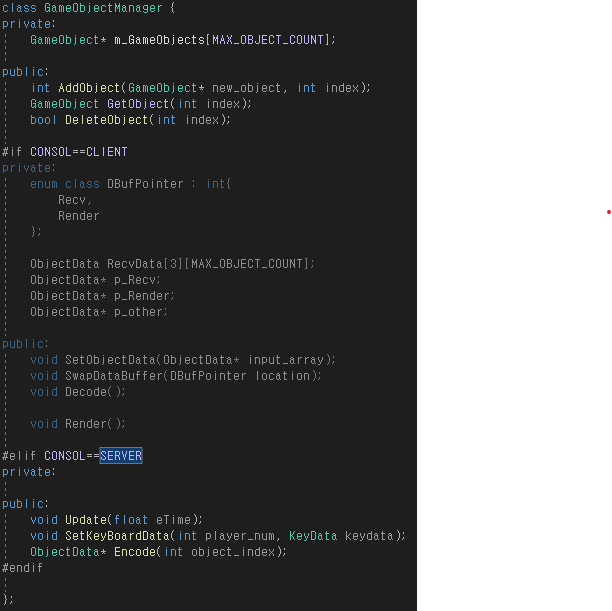 class GameObjectManager {
private:
GameObject* m_GameObjects[MAX_OBJECT_COUNT];
public:
int AddObject(GameObject* new_object, int index);
GameObject GetObject(int index);
bool DeleteObject(int index);
#if CONSOL==CLIENT
private:
enum class DBufPointer : int{
Recv,
Render
};
ObjectData RecvData[3][MAX_OBJECT_COUNT];
ObjectData* p_Recv;
ObjectData* p_Render;
ObjectData* p_other;
public:
void SetObjectData(ObjectData* input_array);
void SwapDataBuffer(DBufPointer location);
void Decode();
void Render();
#elif CONSOL==SERVER
private:
public:
void Update(float eTime);
void SetKeyBoardData(int player_num, KeyData keydata);
ObjectData* Encode(int object_index);
#endif
};